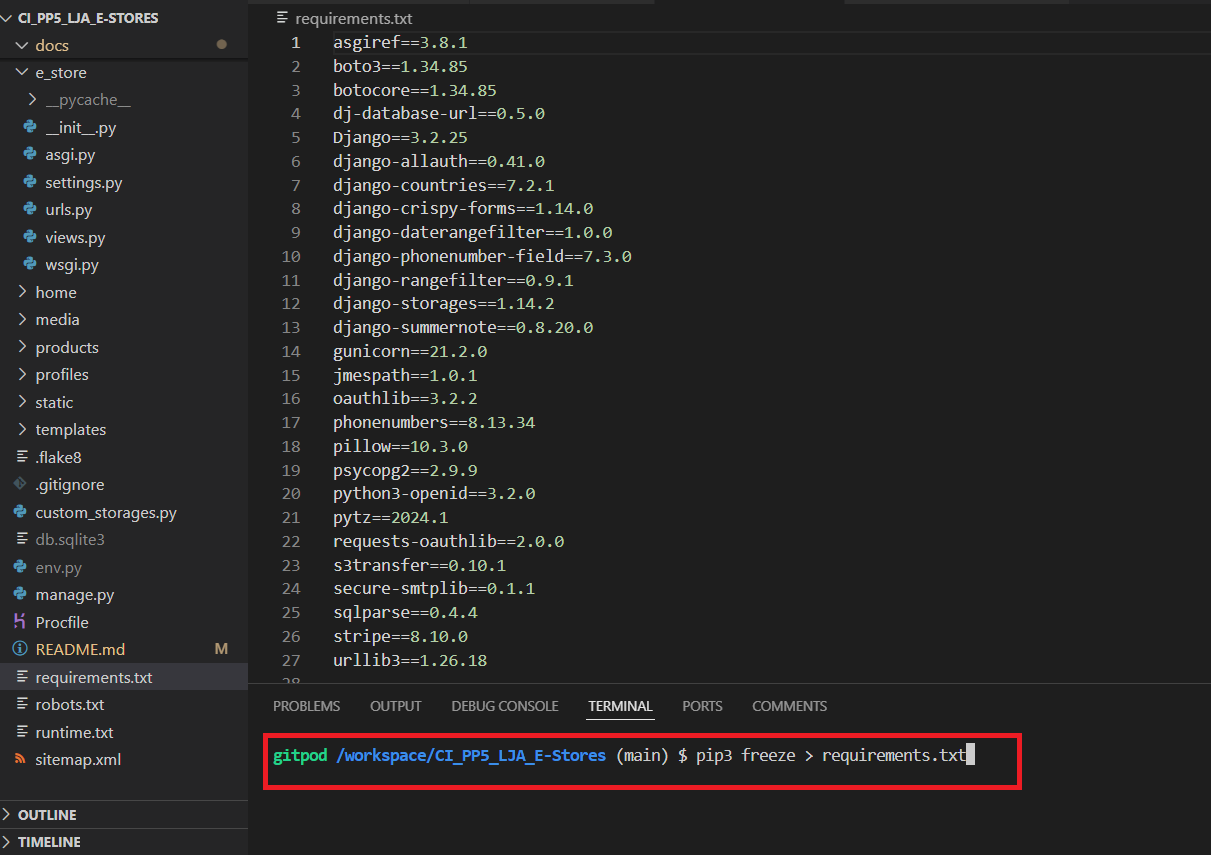 CI_PP5_LJA_E-STORES
docs
e_store
__pycache__
__init__.py
asgi.py
settings.py
urls.py
views.py
wsgi.py
home
media
products
profiles
static
templates
.flake8
.gitignore
custom_storages.py
db.sqlite3
env.py
manage.py
Procfile
README.md M
requirements.txt
robots.txt
runtime.txt
sitemap.xml
OUTLINE
TIMELINE
requirements.txt
1 asgiref==3.8.1
2 boto3==1.34.85
3 botocore==1.34.85
4 dj-database-url==0.5.0
5 Django==3.2.25
6 django-allauth==0.41.0
7 django-countries==7.2.1
8 django-crispy-forms==1.14.0
9 django-daterangefilter==1.0.0
10 django-phonenumber-field==7.3.0
11 django-rangefilter==0.9.1
12 django-storages==1.14.2
13 django-summernote==0.8.20.0
14 gunicorn==21.2.0
15 jmespath==1.0.1
16 oauthlib==3.2.2
17 phonenumbers==8.13.34
18 pillow==10.3.0
19 psycopg2==2.9.9
20 python3-openid==3.2.0
21 pytz==2024.1
22 requests-oauthlib==2.0.0
23 s3transfer==0.10.1
24 secure-smtplib==0.1.1
25 sqlparse==0.4.4
26 stripe==8.10.0
27 urllib3==1.26.18
28
PROBLEMS OUTPUT DEBUG CONSOLE TERMINAL PORTS COMMENTS
gitpod /workspace/CI_PP5_LJA_E-Stores (main) $ pip3 freeze > requirements.txt